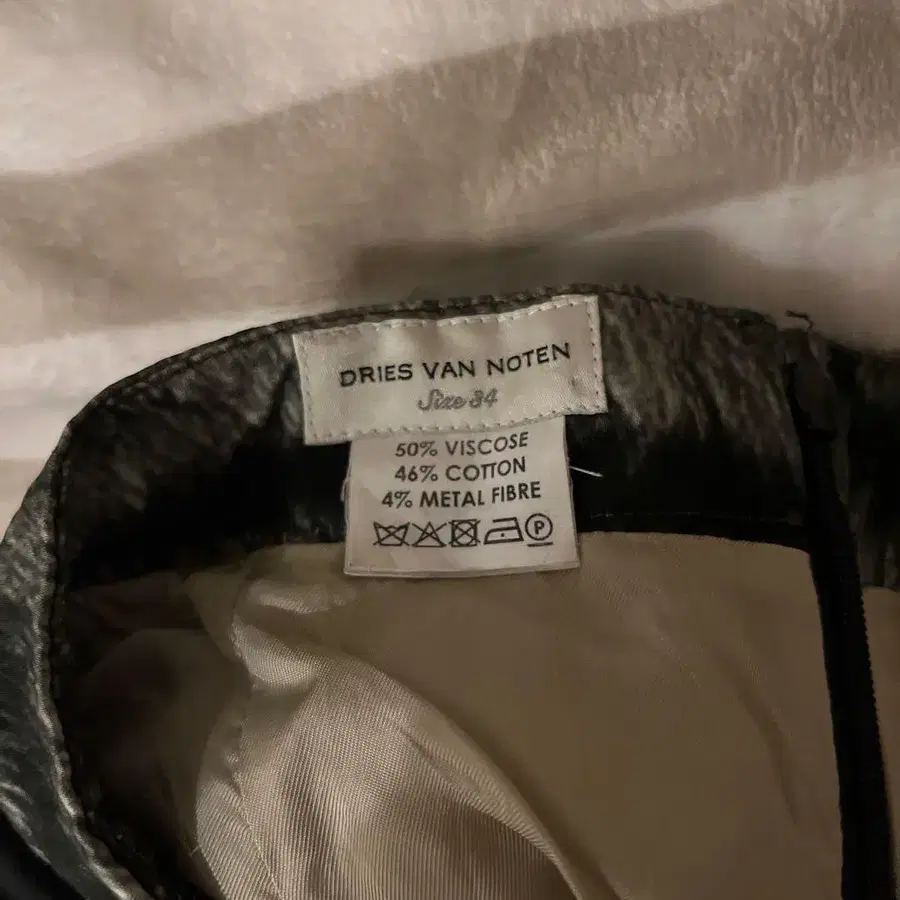 DRIES VAN NOTEN
Size 34
50% VISCOSE
46% COTTON
4% METAL FIBRE
P